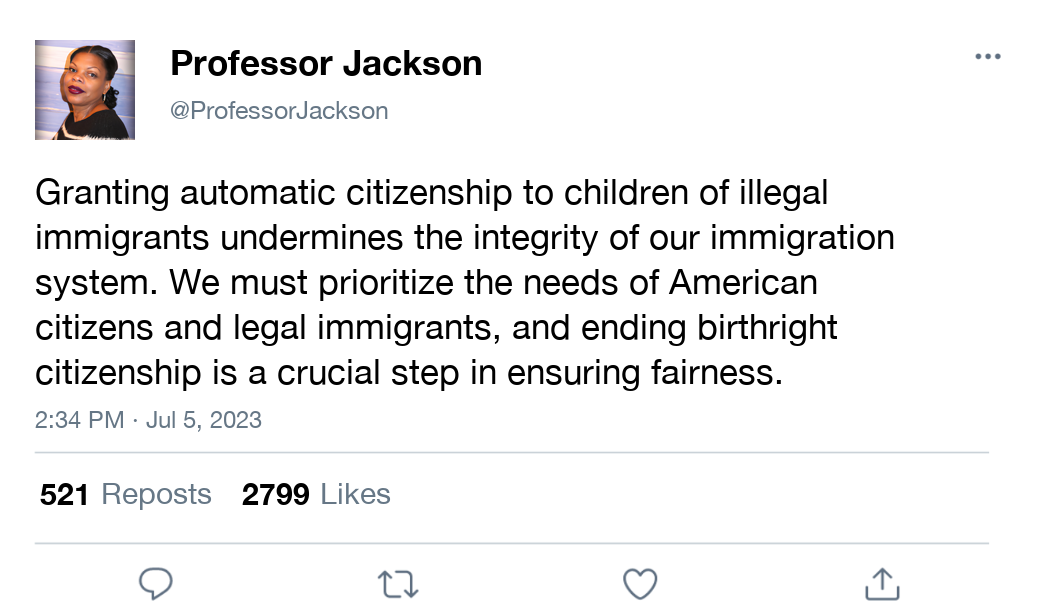 Professor Jackson
@ProfessorJackson
Granting automatic citizenship to children of illegal
immigrants undermines the integrity of our immigration
system. We must prioritize the needs of American
citizens and legal immigrants, and ending birthright
citizenship is a crucial step in ensuring fairness.
2:34 PM · Jul 5, 2023
521 Reposts 2799 Likes